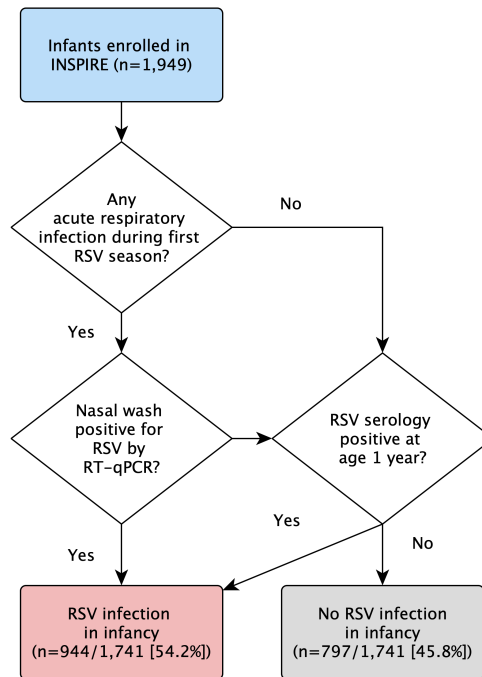 Infants enrolled in
INSPIRE (n=1,949)
Any
acute respiratory
infection during first
RSV season?
No
Yes
Nasal wash
positive for
RSV by
RT-qPCR?
RSV serology
positive at
age 1 year?
Yes
Yes
No
RSV infection
in infancy
(n=944/1,741 [54.2%])
No RSV infection
in infancy
(n=797/1,741 [45.8%])